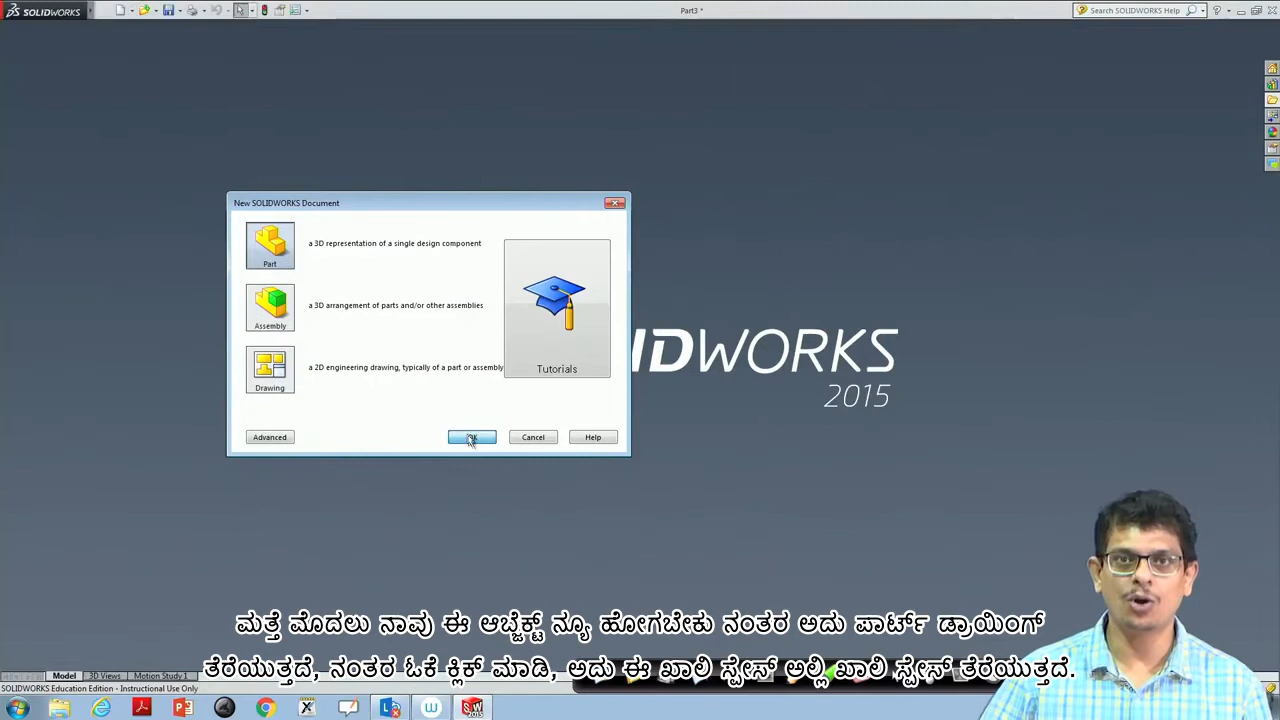 SOLIDWORKS
Part3 *
Search SOLIDWORKS Help
New SOLIDWORKS Document
Part
a 3D representation of a single design component
Assembly
a 3D arrangement of parts and/or other assemblies
Drawing
a 2D engineering drawing, typically of a part or assembly
Tutorials
Advanced
Cancel
Help
IDWORKS
2015
ಮತ್ತೆ ಮೊದಲು ನಾವು ಈ ಆಬ್ಜೆಕ್ಟ್ ನ್ಯೂ ಹೋಗಬೇಕು ನಂತರ ಅದು ಪಾರ್ಟ್ ಡ್ರಾಯಿಂಗ್
ತೆರೆಯುತ್ತದೆ, ನಂತರ ಓಕೆ ಕ್ಲಿಕ್ ಮಾಡಿ, ಅದು ಈ ಖಾಲಿ ಸ್ಪೇಸ್ ಅಲ್ಲಿ ಖಾಲಿ ಸ್ಪೇಸ್ ತೆರೆಯುತ್ತದೆ.
Model 3D Views Motion Study 1
SOLIDWORKS Education Edition - Instructional Use Only